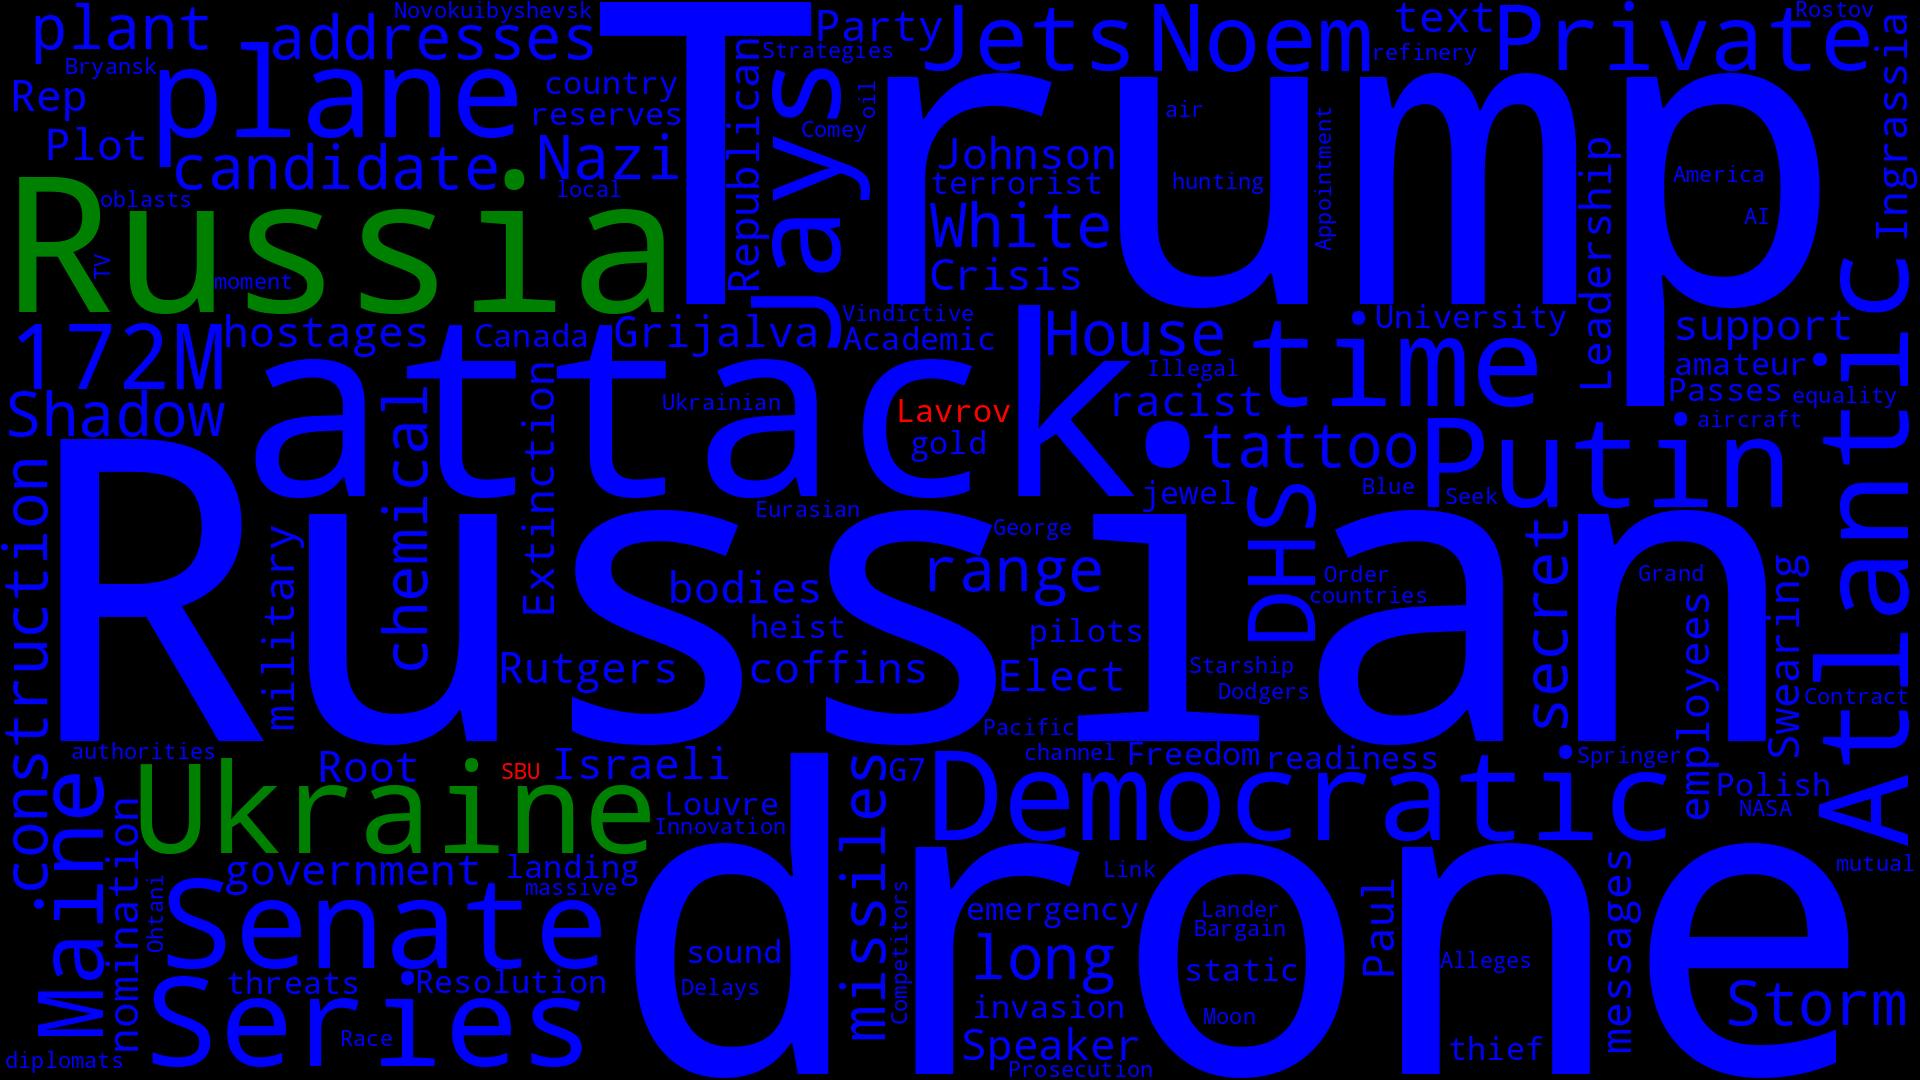 Novokuibyshevsk
plant
addresses
Trump
Party
Strategies
Jets
Noem
text
refinery
Private
Rostov
Bryansk
plane
country
reserves
Rep
Plot
candidate
Nazi
Republican
Jays
oil
Comey
air
Johnson
terrorist
hunting
Appointment
Leadership
America
AI
Ingrassia
oblasts
local
Russia
White
Crisis
TV
moment
172M
hostages
Canada
Grijalva
Vindictive
Academic
House
time
University
support
amateur
Passes
equality
aircraft
Atlantic
Shadow
attack
chemical
Extinction
Ukrainian
Lavrov
gold
Illegal
racist
tattoo
Putin
jewel
Blue
Seek
construction
Russian
military
Eurasian
George
range
DHS
Order
countries
secret
Grand
employees
Swearing
bodies
heist
pilots
Rutgers
coffins
Elect
Starship
Dodgers
Contract
Pacific
authorities
Root
SBU
Israeli
missiles
G7
channel
Freedom
readiness
Springer
Polish
NASA
Maine
Ukraine
Louvre
Innovation
Democratic
nomination
government
landing
massive
drone
Link
mutual
Ohtani
Senate
Competitors
emergency
Lander
Bargain
Paul
messages
sound
long
static
Alleges
threats
Resolution
Delays
invasion
Moon
Storm
Series
Race
Speaker
thief
diplomats
Prosecution